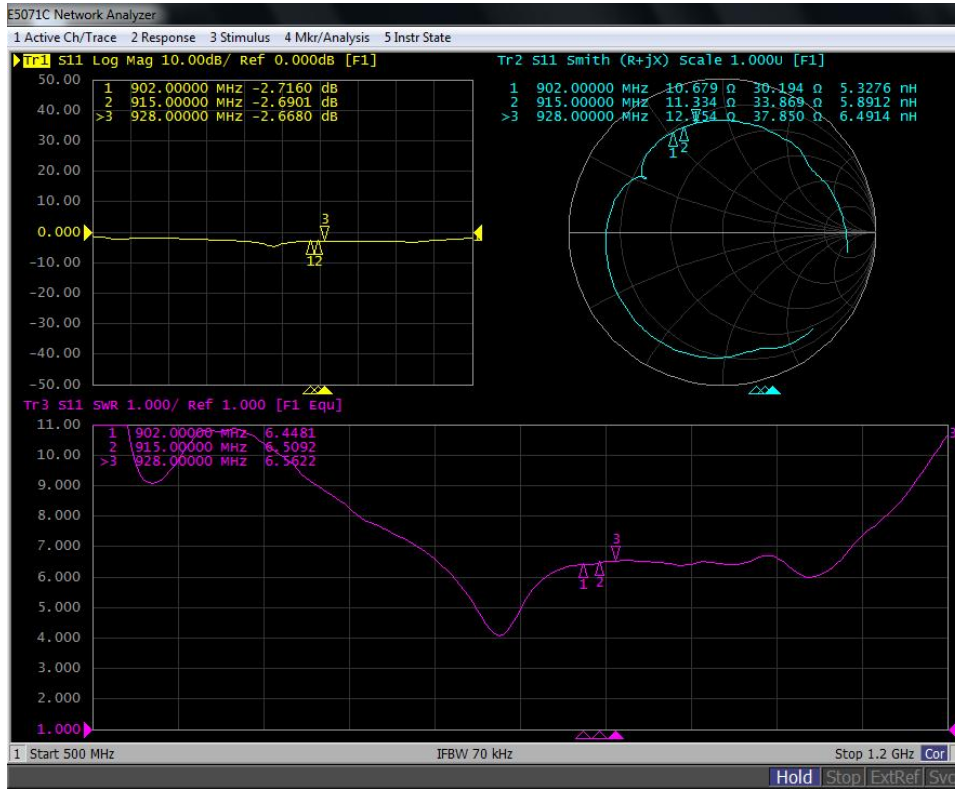 E5071C Network Analyzer
1 Active Ch/Trace 2 Response 3 Stimulus 4 Mkr/Analysis 5 Instr State
Tr1 S11 Log Mag 10.00dB/ Ref 0.000dB [F1]
50.00
1 902.00000 MHz -2.7160 dB
2 915.00000 MHz -2.6901 dB
>3 928.00000 MHz -2.6680 dB
40.00
30.00
20.00
10.00
0.000
-10.00
-20.00
-30.00
-40.00
-50.00
3
1 2
Tr2 S11 Smith (R+jX) Scale 1.000U [F1]
1 902.00000 MHz 10.679 Ω 30.194 Ω 5.3276 nH
2 915.00000 MHz 11.334 Ω 33.869 Ω 5.8912 nH
>3 928.00000 MHz 37.850 Ω 6.4914 nH
1 2
Tr3 S11 SWR 1.000/ Ref 1.000 [F1 Equ]
11.00
1 902.00000 MHz 6.4481
2 915.00000 MHz 6.5092
>3 928.00000 MHz 6.5622
10.00
9.000
8.000
7.000
6.000
5.000
4.000
3.000
2.000
1.000
3
1 2
1 Start 500 MHz IFBW 70 kHz Stop 1.2 GHz Cor
Hold Stop ExtRef Svc